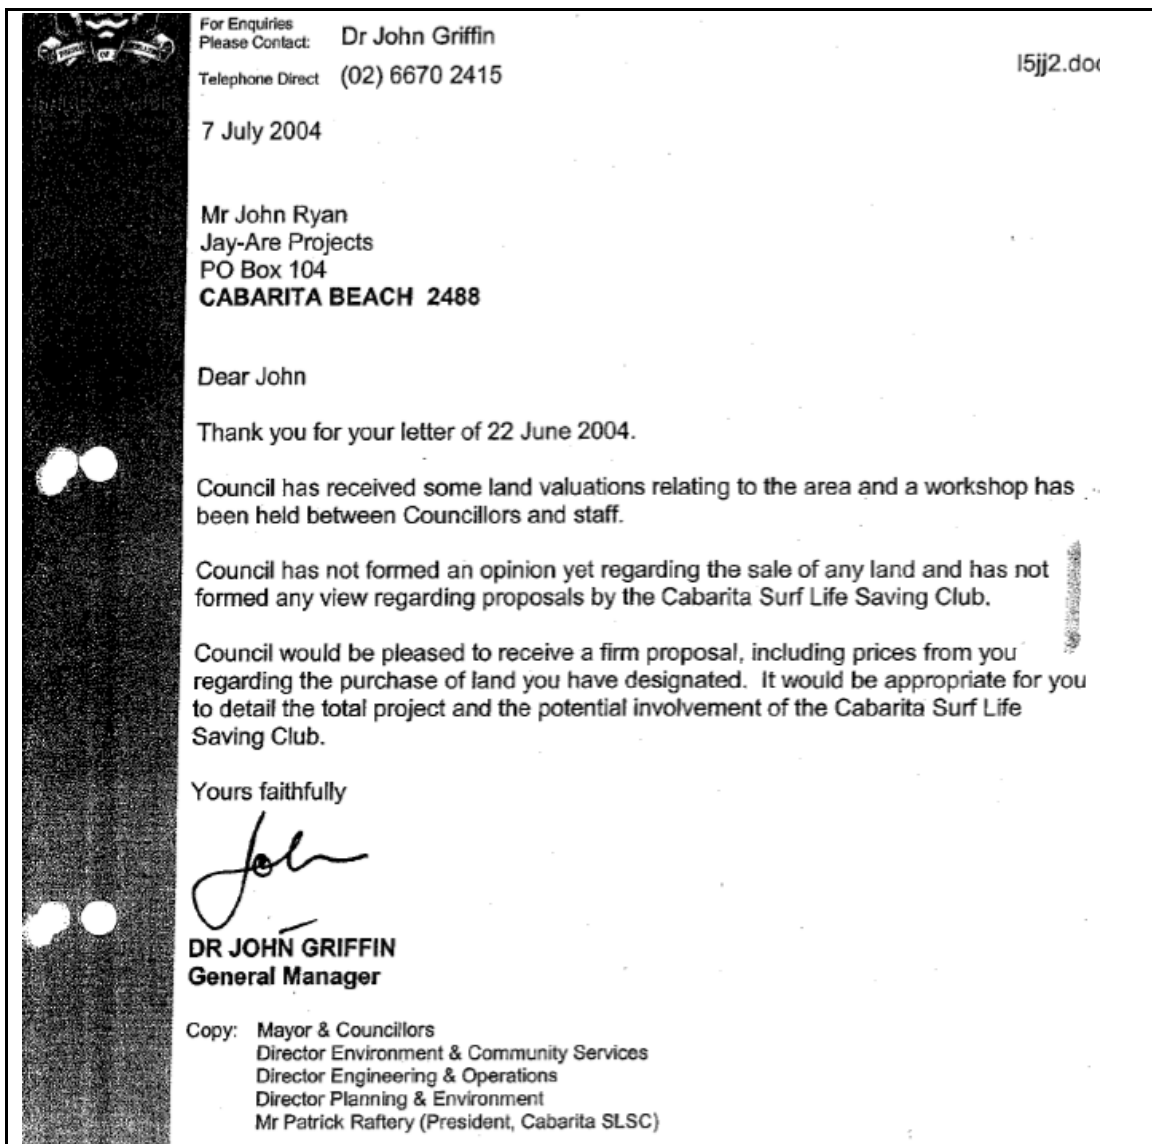 For Enquiries
Please Contact: Dr John Griffin
l5jj2.doc
Telephone Direct (02) 6670 2415
7 July 2004
Mr John Ryan
Jay-Are Projects
PO Box 104
CABARITA BEACH 2488
Dear John
Thank you for your letter of 22 June 2004.
Council has received some land valuations relating to the area and a workshop has
been held between Councillors and staff.
Council has not formed an opinion yet regarding the sale of any land and has not
formed any view regarding proposals by the Cabarita Surf Life Saving Club.
Council would be pleased to receive a firm proposal, including prices from you
regarding the purchase of land you have designated. It would be appropriate for you
to detail the total project and the potential involvement of the Cabarita Surf Life
Saving Club.
Yours faithfully
John
DR JOHN GRIFFIN
General Manager
Copy: Mayor & Councillors
Director Environment & Community Services
Director Engineering & Operations
Director Planning & Environment
Mr Patrick Raftery (President, Cabarita SLSC)